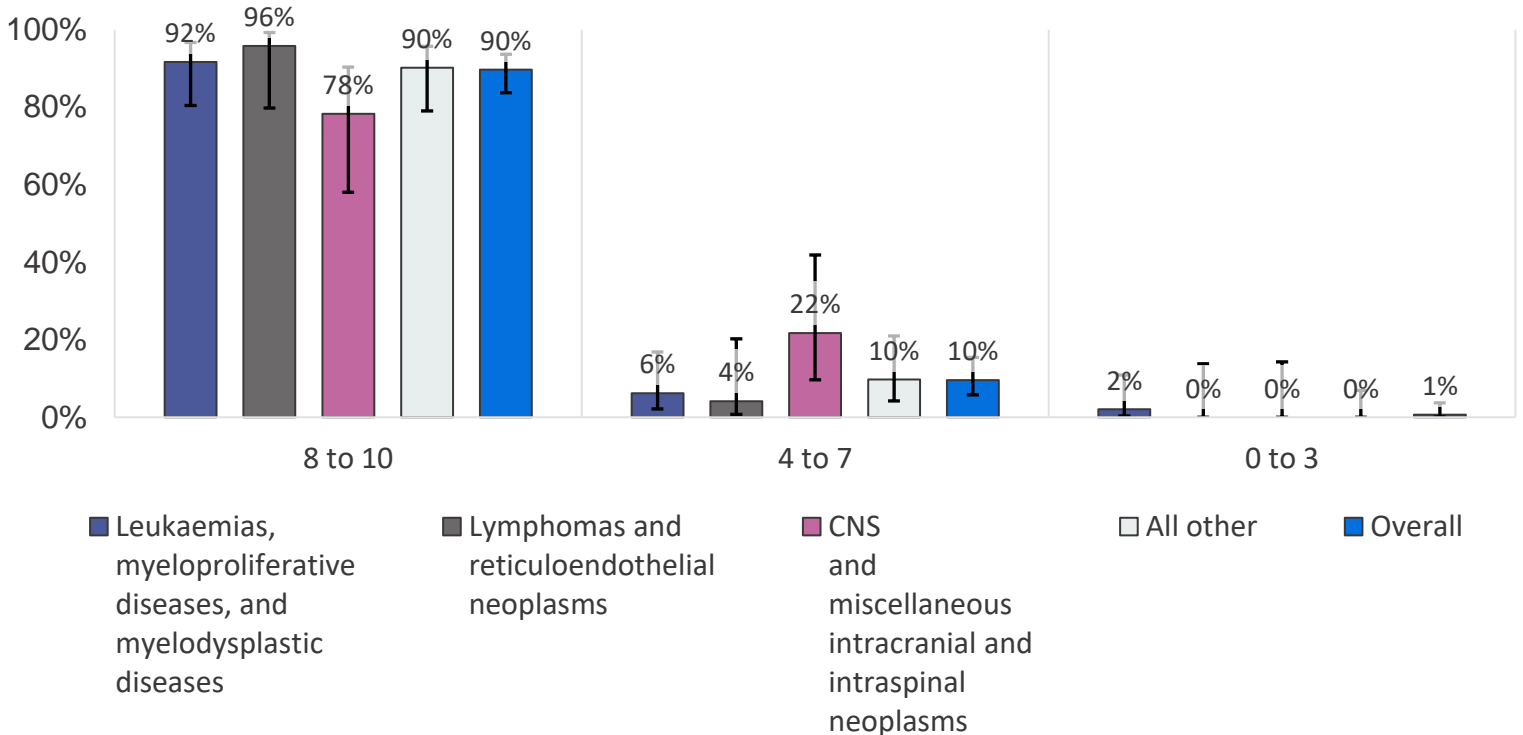 100%
80%
60%
40%
20%
0%
92%
96%
78%
90%
90%
6%
4%
22%
10%
10%
2%
0%
0%
0%
1%
8 to 10
4 to 7
0 to 3
Leukaemias,
myeloproliferative
diseases, and
myelodysplastic
diseases
Lymphomas and
reticuloendothelial
neoplasms
CNS
and
miscellaneous
intracranial and
intraspinal
neoplasms
All other
Overall